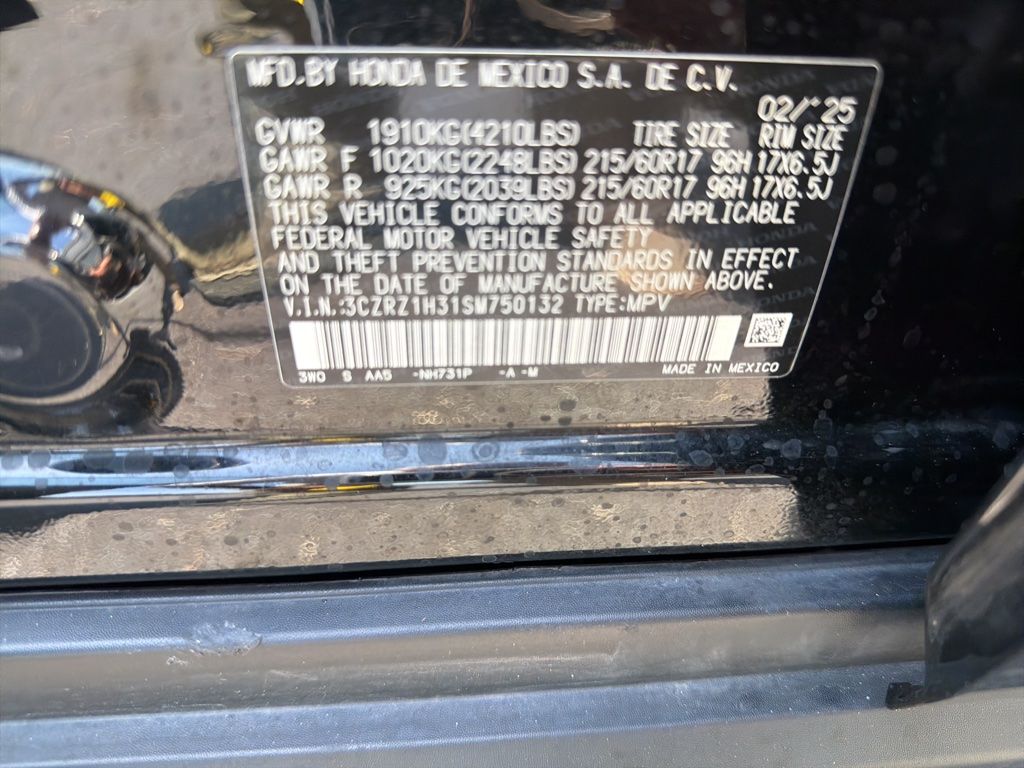 MFD.BY HONDA DE MEXICO S.A. DE C.V.
02/'25
GVWR 1910KG(4210LBS) TIRE SIZE RIM SIZE
GAWR F 1020KG(2248LBS) 215/60R17 96H 17X6.5J
GAWR R 925KG(2039LBS) 215/60R17 96H 17X6.5J
THIS VEHICLE CONFORMS TO ALL APPLICABLE
FEDERAL MOTOR VEHICLE SAFETY
AND THEFT PREVENTION STANDARDS IN EFFECT
ON THE DATE OF MANUFACTURE SHOWN ABOVE.
V.I.N.:3CZRZ1H31SM750132 TYPE:MPV
3W0 S AA5 -NH731P -A -M MADE IN MEXICO